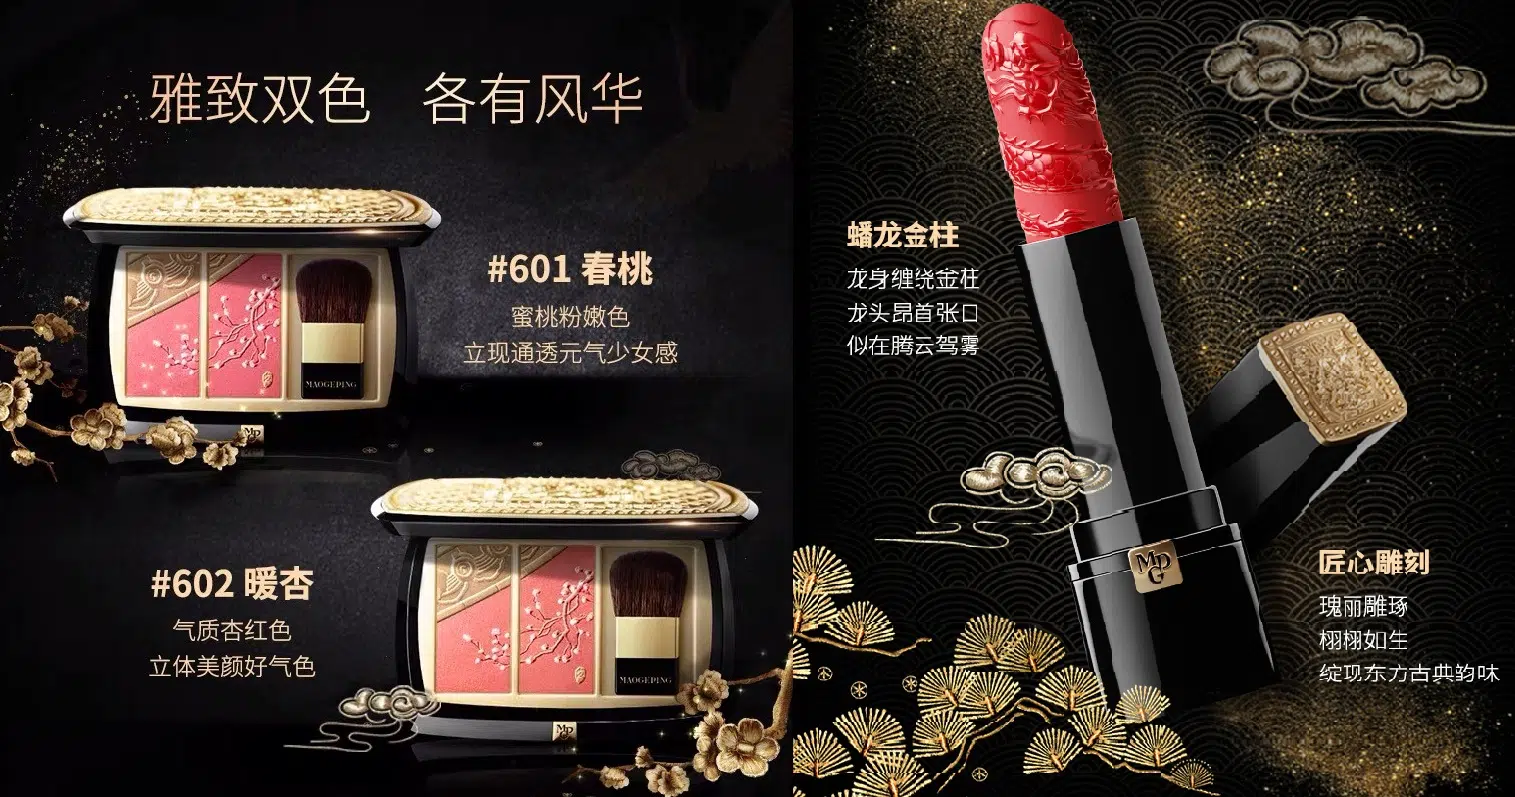 雅致双色 各有风华
#601 春桃
蜜桃粉嫩色
立现通透元气少女感
MAOGEPING
MGP
#602 暖杏
气质杏红色
立体美颜好气色
MAOGEPING
MGP
蟠龙金柱
龙身缠绕金柱
龙头昂首张口
似在腾云驾雾
MGP
匠心雕刻
瑰丽雕琢
栩栩如生
绽现东方古典韵味